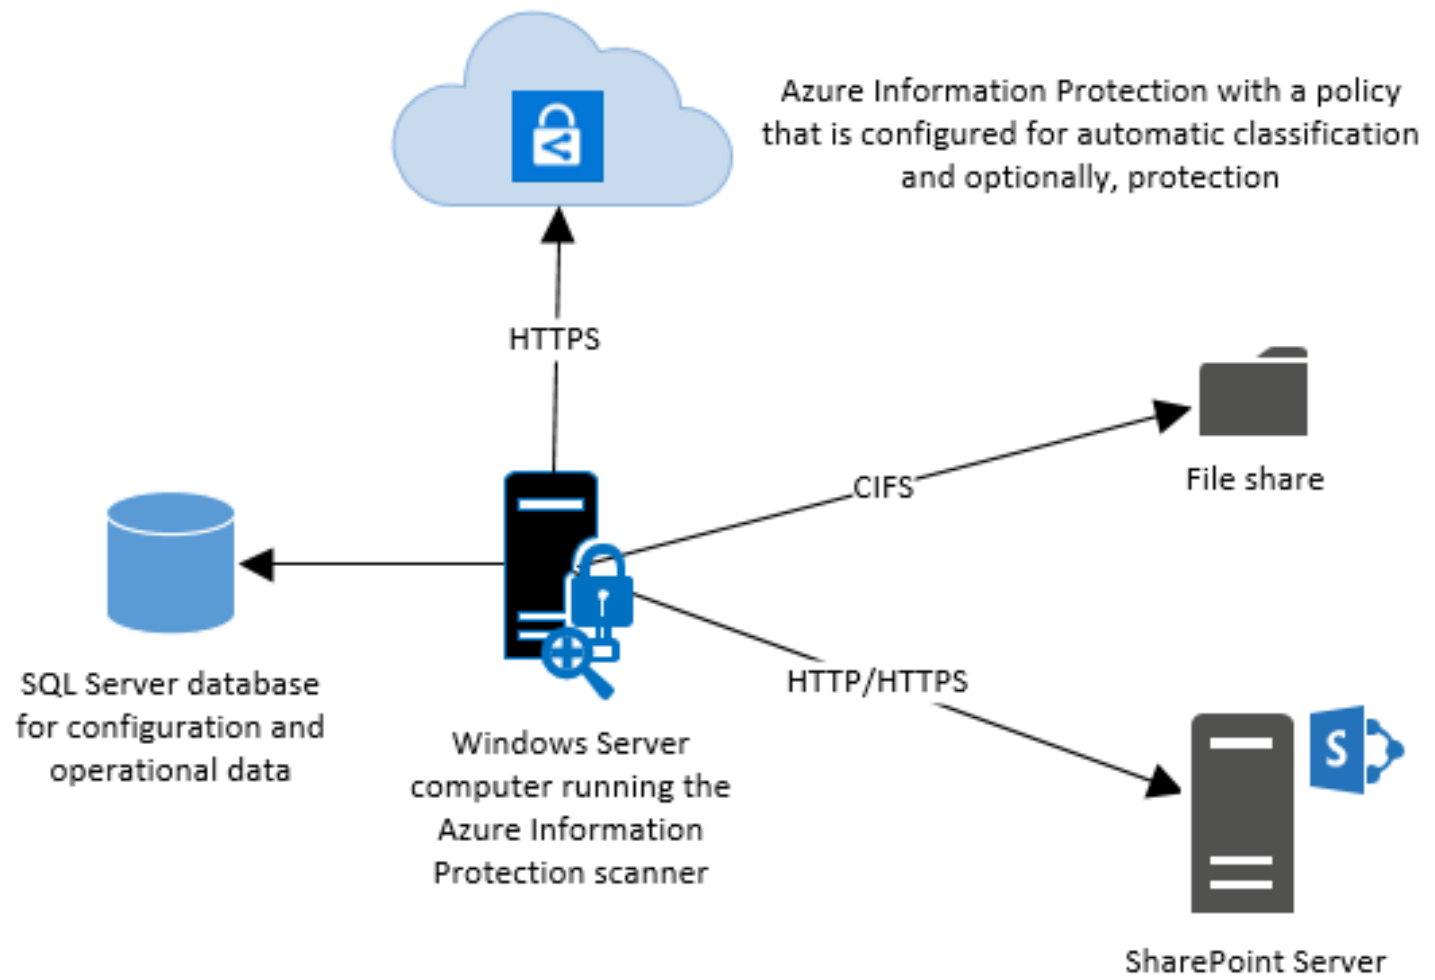 Azure Information Protection with a policy
that is configured for automatic classification
and optionally, protection
HTTPS
CIFS
File share
HTTP/HTTPS
SQL Server database
for configuration and
operational data
Windows Server
computer running the
Azure Information
Protection scanner
S
SharePoint Server